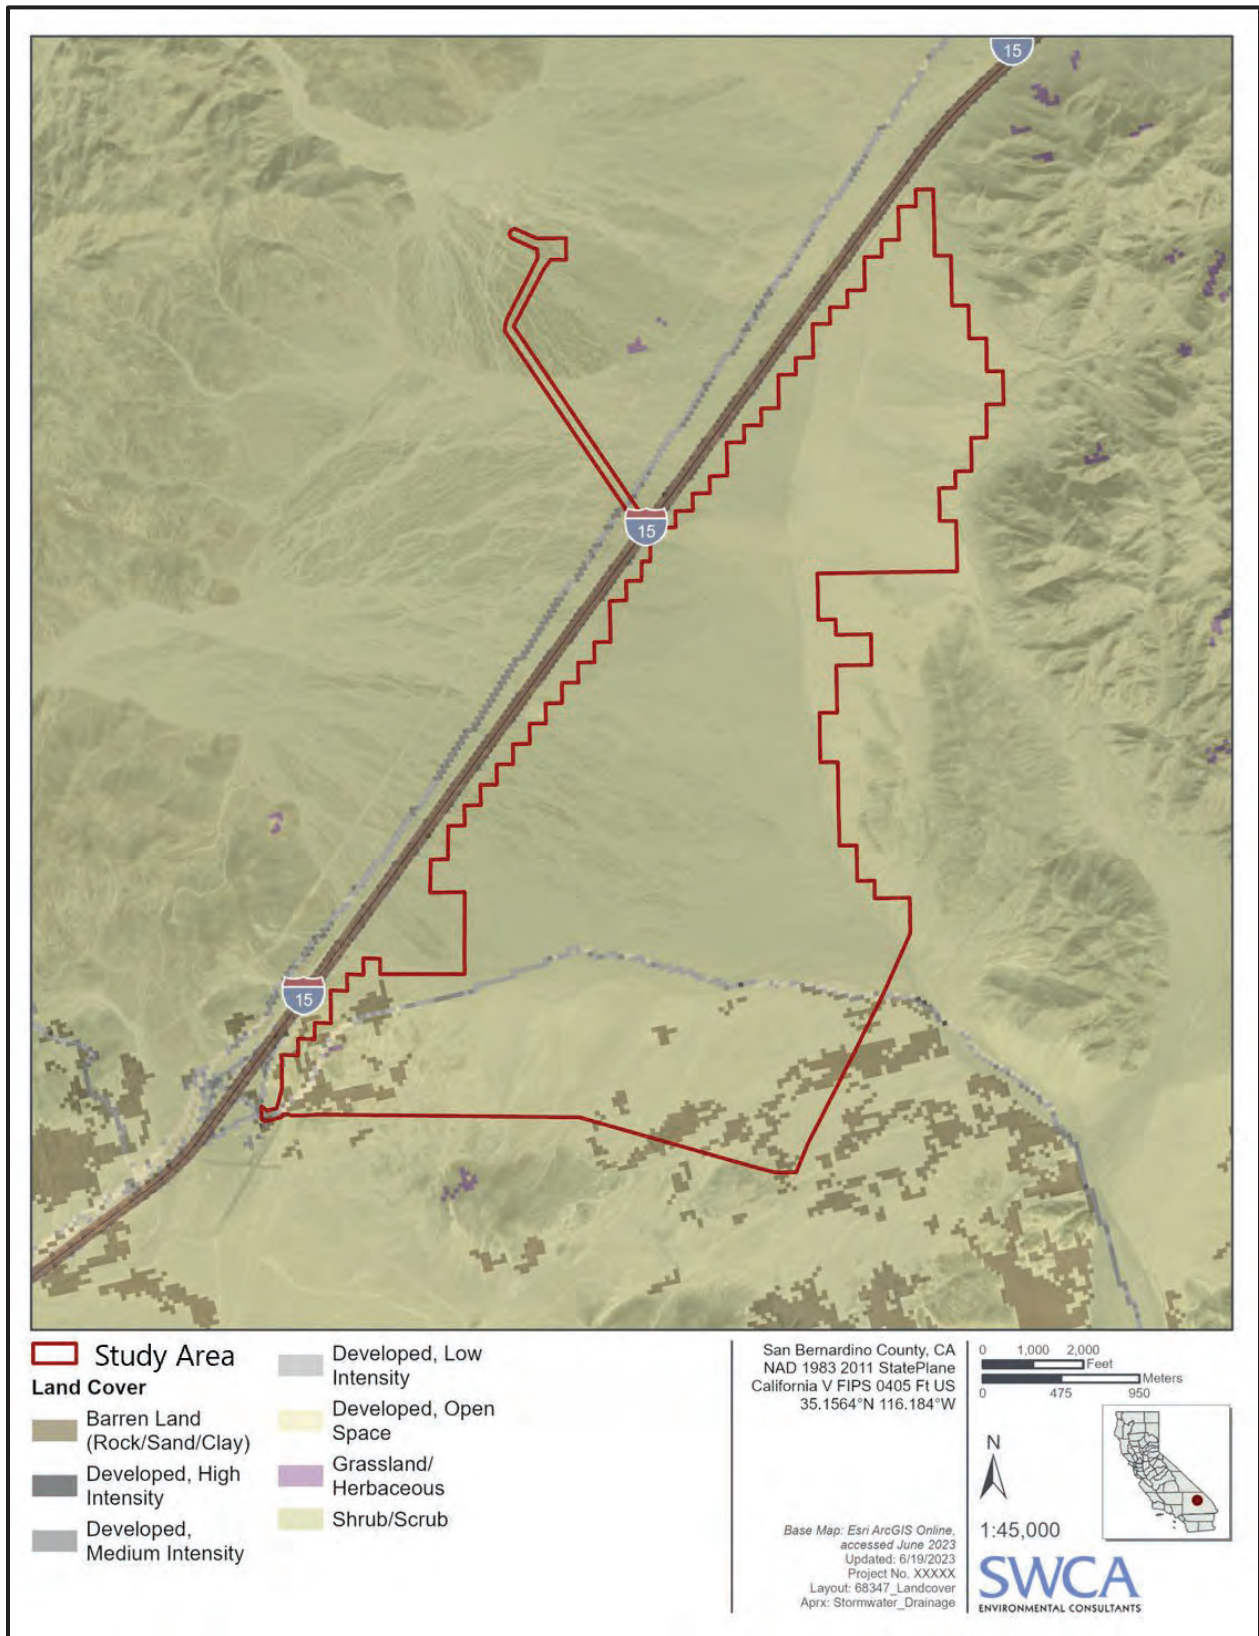 15
15
15
Study Area
Land Cover
Barren Land
(Rock/Sand/Clay)
Developed, High
Intensity
Developed,
Medium Intensity
Developed, Low
Intensity
Developed, Open
Space
Grassland/
Herbaceous
Shrub/Scrub
San Bernardino County, CA
NAD 1983 2011 StatePlane
California V FIPS 0405 Ft US
35.1564°N 116.184°W
Base Map: Esri ArcGIS Online,
accessed June 2023
Updated: 6/19/2023
Project No. XXXXX
Layout: 68347_Landcover
Aprx: Stormwater_Drainage
0 1,000 2,000
Feet
Meters
0 475 950
N
1:45,000
SWCA
ENVIRONMENTAL CONSULTANTS